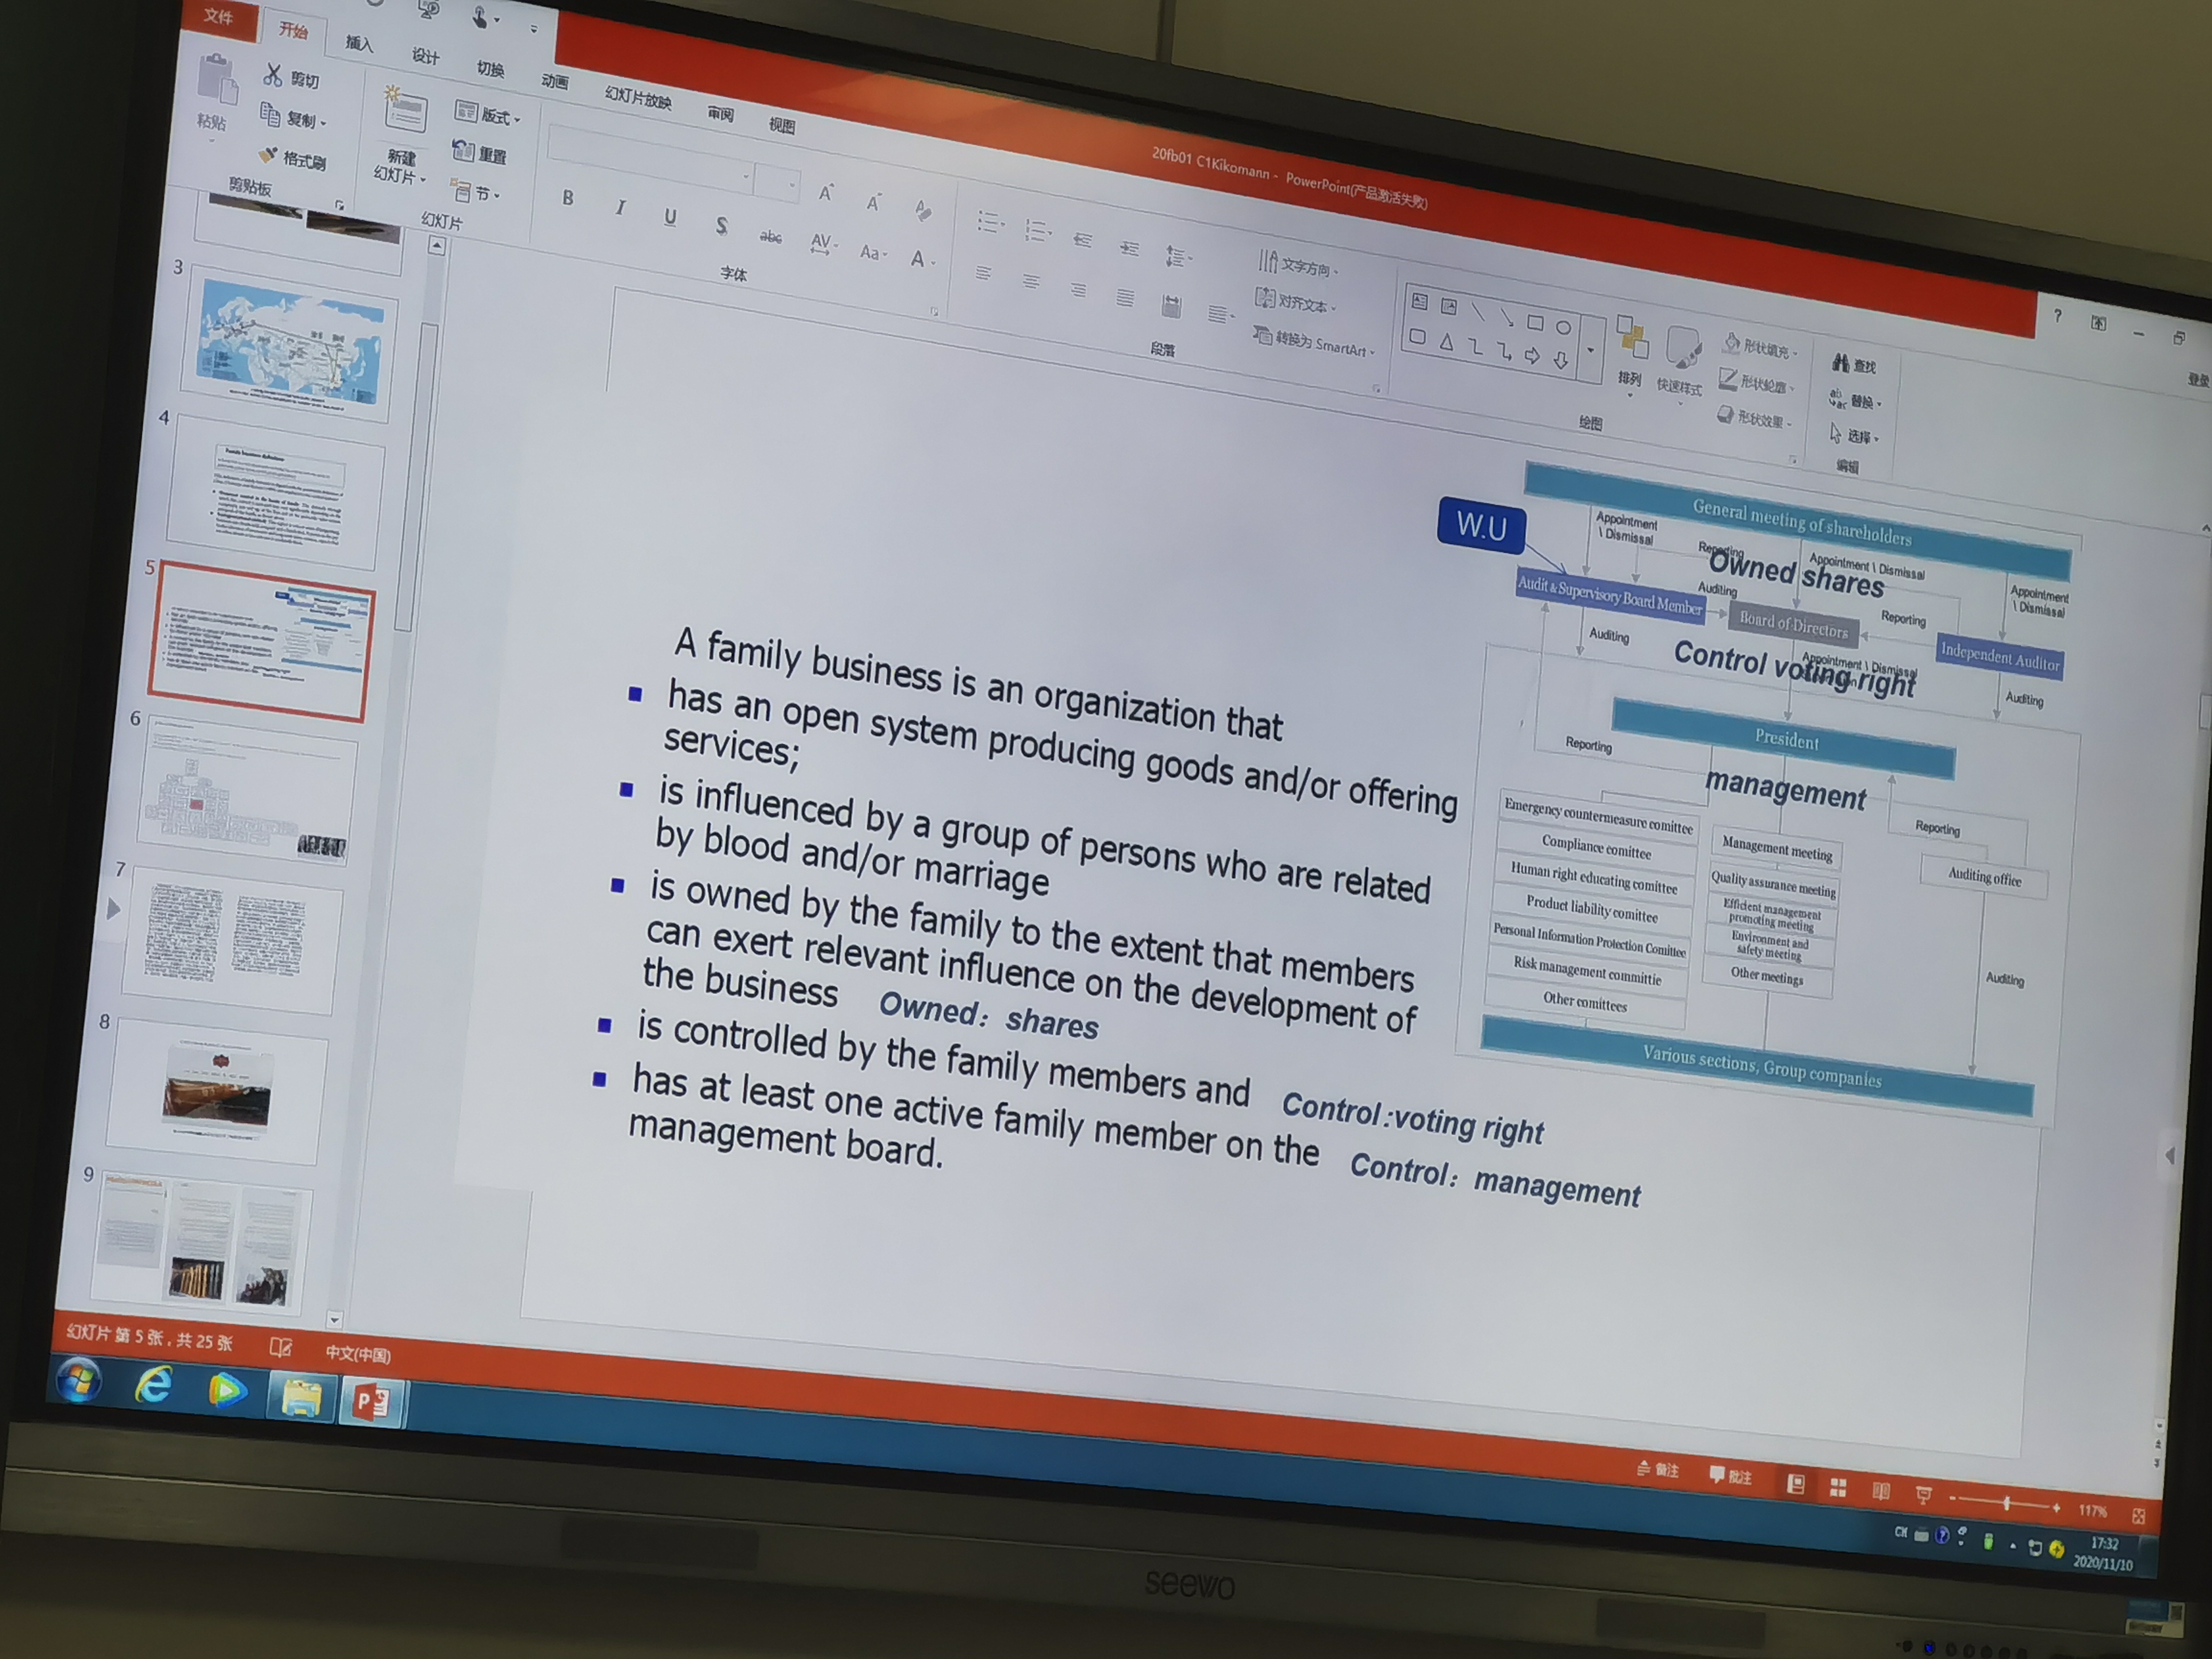 文件
开始
插入
设计
切换
动画
幻灯片放映
审阅
视图
20fb01 C1Kikomann - PowerPoint(产品激活失败)
粘贴
剪切
复制
格式刷
剪贴板
新建
幻灯片
版式
重置
节
幻灯片
B I U S abc AV Aa A
字体
文字方向
对齐文本
转换为 SmartArt
段落
排列
快速样式
形状填充
形状轮廓
形状效果
绘图
查找
替换
选择
编辑
登录
3
4
5
6
7
8
9
A family business is an organization that
has an open system producing goods and/or offering
services;
is influenced by a group of persons who are related
by blood and/or marriage
is owned by the family to the extent that members
can exert relevant influence on the development of
the business Owned: shares
is controlled by the family members and Control:voting right
has at least one active family member on the
management board. Control: management
W.U
General meeting of shareholders
Appointment
\ Dismissal
Reporting
Appointment \ Dismissal
Appointment
\ Dismissal
Owned shares
Audit & Supervisory Board Member
Auditing
Board of Directors
Reporting
Independent Auditor
Auditing
Control voting right
Appointment \ Dismissal
Auditing
President
Reporting
management
Reporting
Emergency countermeasure comittee
Compliance comittee
Human right educating comittee
Product liability comittee
Personal Information Protection Comittee
Risk management committie
Other comittees
Management meeting
Quality assurance meeting
Efficient management
promoting meeting
Environment and
safety meeting
Other meetings
Auditing office
Auditing
Various sections, Group companies
幻灯片 第 5 张，共 25 张
中文(中国)
备注
批注
117%
CH
17:32
2020/11/10
seewo